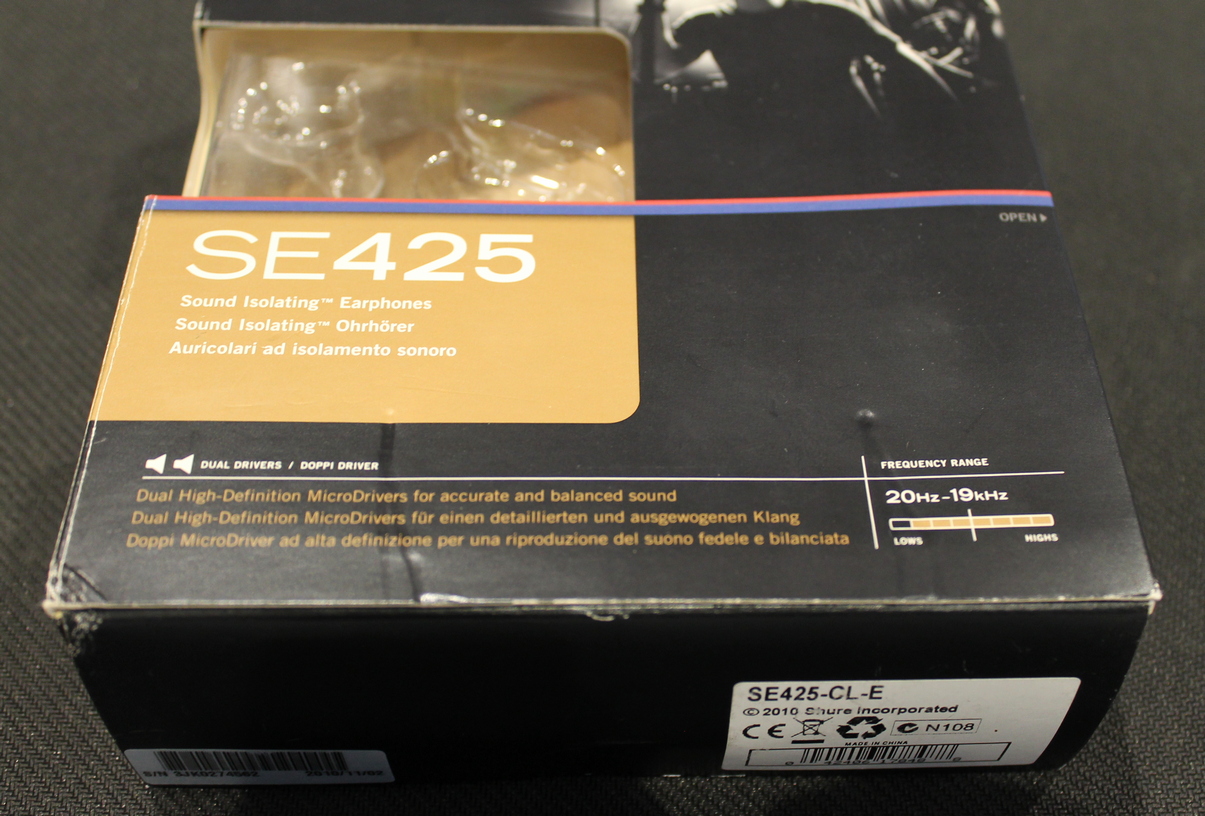 OPEN
SE425
Sound Isolating™ Earphones
Sound Isolating™ Ohrhörer
Auricolari ad isolamento sonoro
DUAL DRIVERS / DOPPI DRIVER
Dual High-Definition MicroDrivers for accurate and balanced sound
Dual High-Definition MicroDrivers für einen detaillierten und ausgewogenen Klang
Doppi MicroDriver ad alta definizione per una riproduzione del suono fedele e bilanciata
FREQUENCY RANGE
20Hz-19kHz
LOWS HIGHS
SE425-CL-E
© 2010 Shure Incorporated
CE N108
MADE IN CHINA
S/N